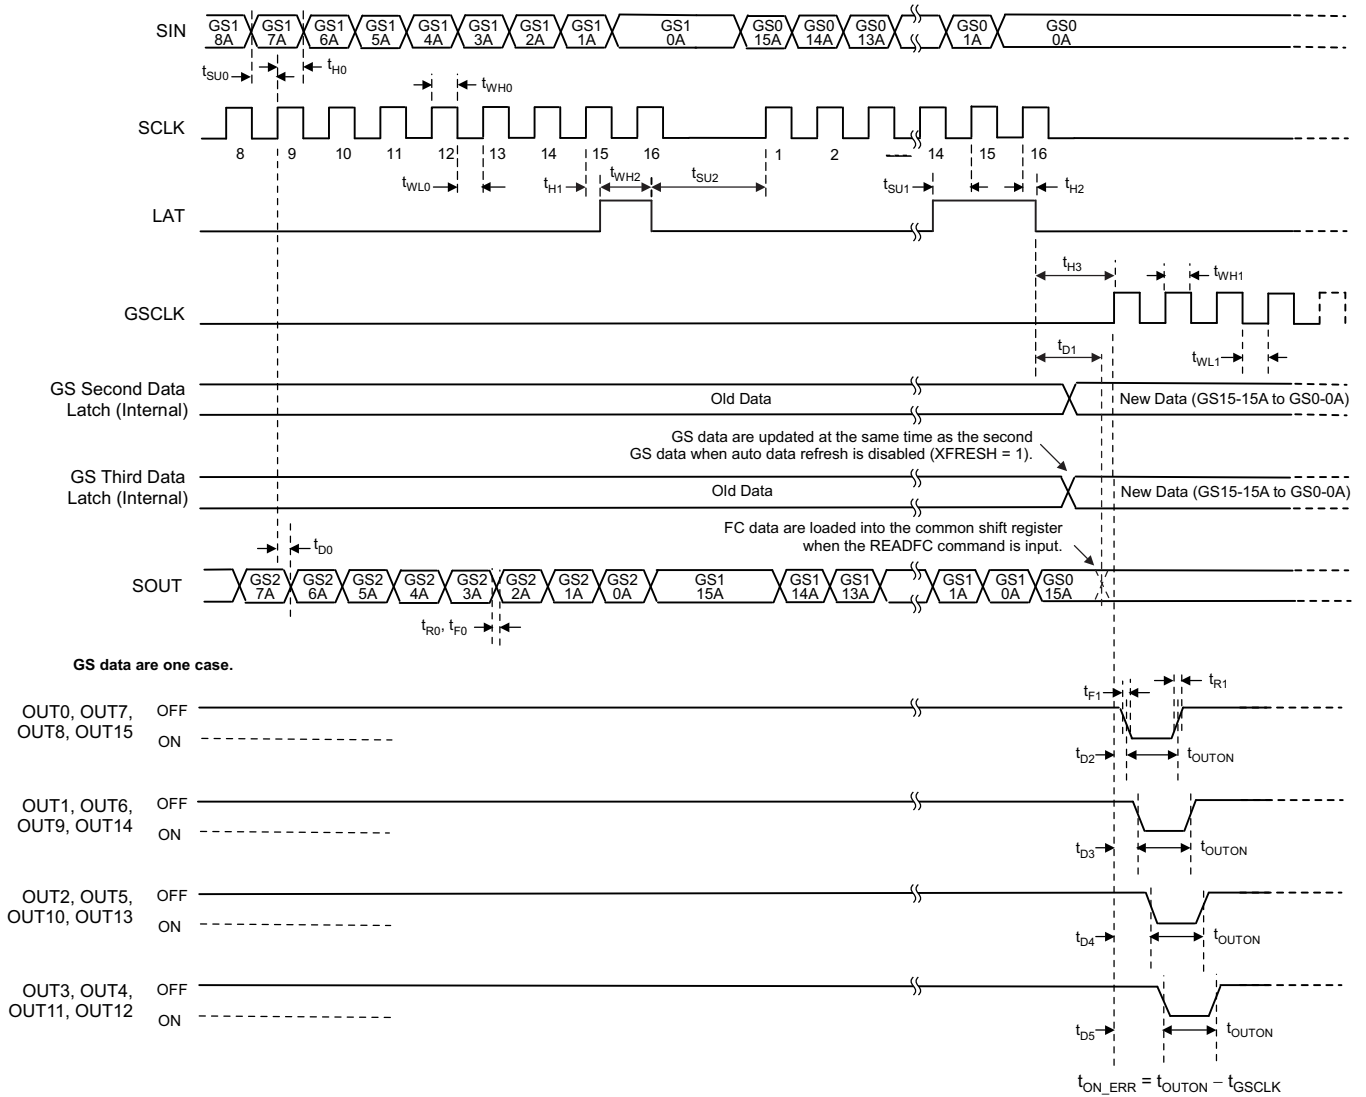 SIN
GS1 8A GS1 7A GS1 6A GS1 5A GS1 4A GS1 3A GS1 2A GS1 1A GS1 0A GS0 15A GS0 14A GS0 13A GS0 1A GS0 0A
tSU0 tH0 tWH0
SCLK
8 9 10 11 12 13 14 15 16 1 2 14 15 16
tWL0 tH1 tWH2 tSU2 tSU1 tH2
LAT
tH3 tWH1
GSCLK
tD1 tWL1
GS Second Data
Latch (Internal)
Old Data New Data (GS15-15A to GS0-0A)
GS data are updated at the same time as the second
GS data when auto data refresh is disabled (XFRESH = 1).
GS Third Data
Latch (Internal)
Old Data New Data (GS15-15A to GS0-0A)
FC data are loaded into the common shift register
when the READFC command is input.
tD0
SOUT
GS2 7A GS2 6A GS2 5A GS2 4A GS2 3A GS2 2A GS2 1A GS2 0A GS1 15A GS1 14A GS1 13A GS1 1A GS1 0A GS0 15A
tR0, tF0
GS data are one case.
tF1 tR1
OUT0, OUT7,
OUT8, OUT15
OFF
ON
tD2 tOUTON
OUT1, OUT6,
OUT9, OUT14
OFF
ON
tD3 tOUTON
OUT2, OUT5,
OUT10, OUT13
OFF
ON
tD4 tOUTON
OUT3, OUT4,
OUT11, OUT12
OFF
ON
tD5 tOUTON
tON_ERR = tOUTON − tGSCLK